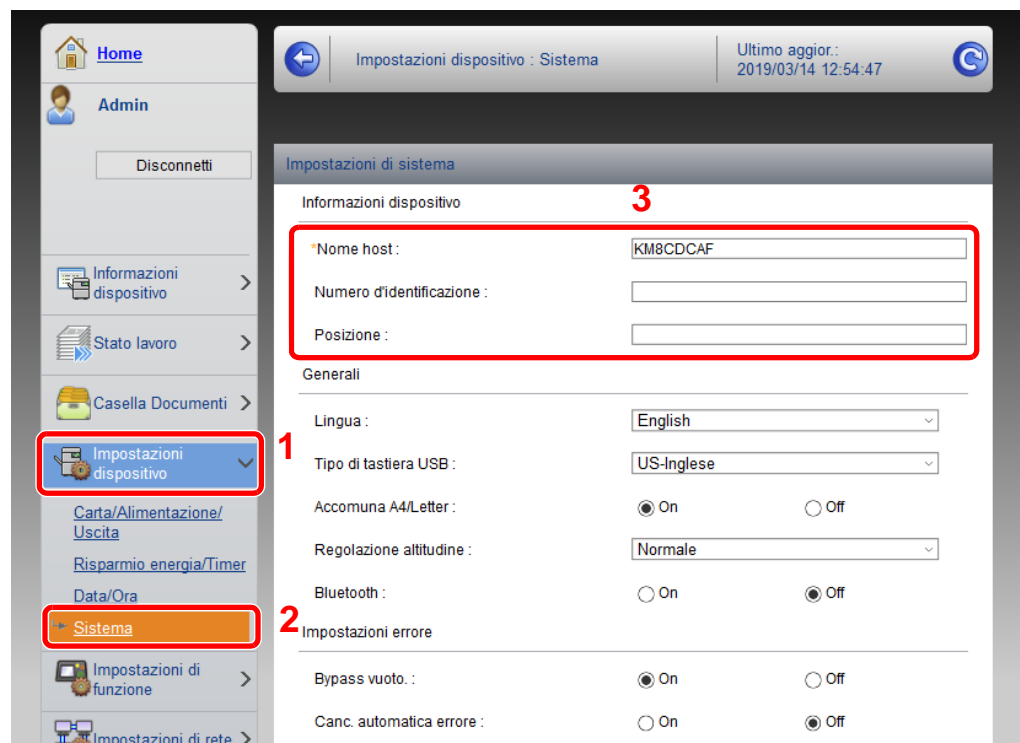 Home
Admin
Disconnetti
Informazioni
dispositivo
Stato lavoro
Casella Documenti
Impostazioni
dispositivo
1
Carta/Alimentazione/
Uscita
Risparmio energia/Timer
Data/Ora
Sistema
2
Impostazioni di
funzione
Impostazioni di rete
Impostazioni dispositivo : Sistema
Ultimo aggior.:
2019/03/14 12:54:47
Impostazioni di sistema
Informazioni dispositivo
3
*Nome host : KM8CDCAF
Numero d'identificazione :
Posizione :
Generali
Lingua : English
Tipo di tastiera USB : US-Inglese
Accomuna A4/Letter : On Off
Regolazione altitudine : Normale
Bluetooth : On Off
Impostazioni errore
Bypass vuoto. : On Off
Canc. automatica errore : On Off